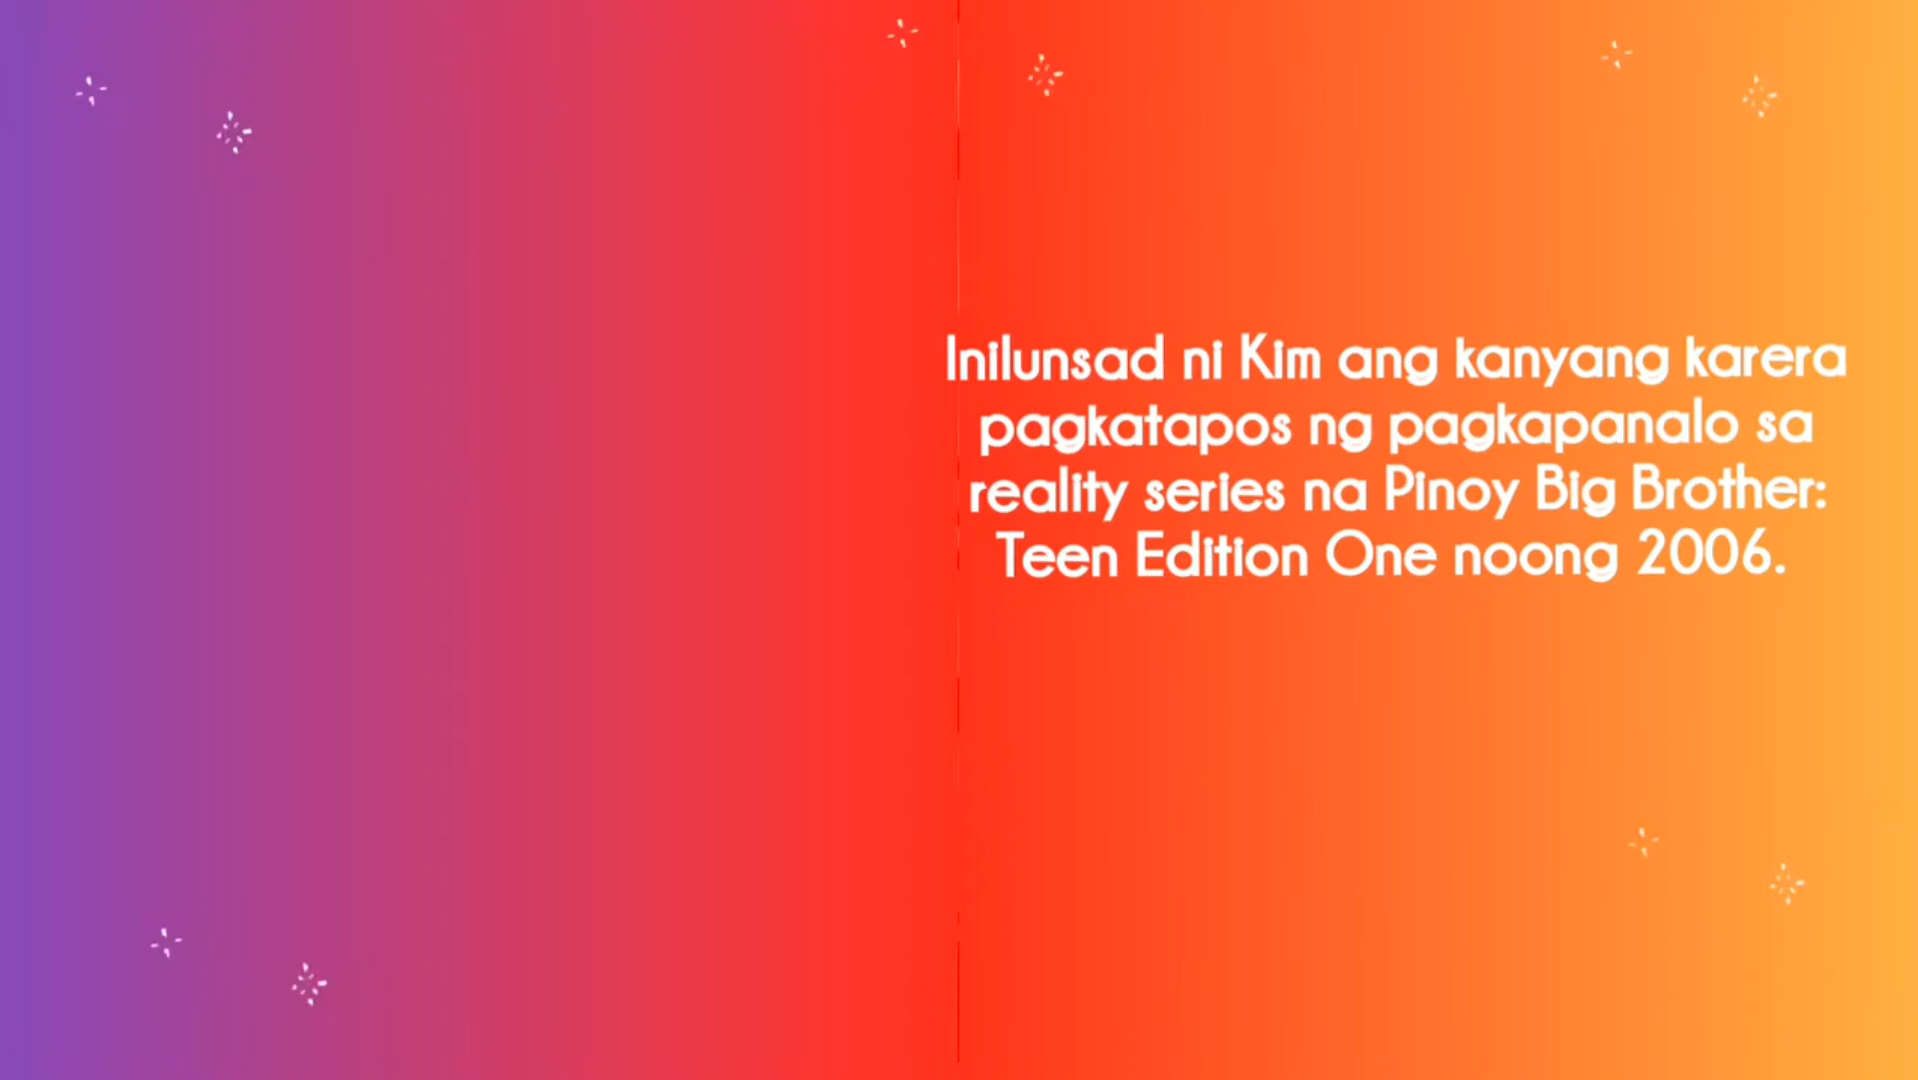 Inilunsad ni Kim ang kanyang karera
pagkatapos ng pagkapanalo sa
reality series na Pinoy Big Brother:
Teen Edition One noong 2006.